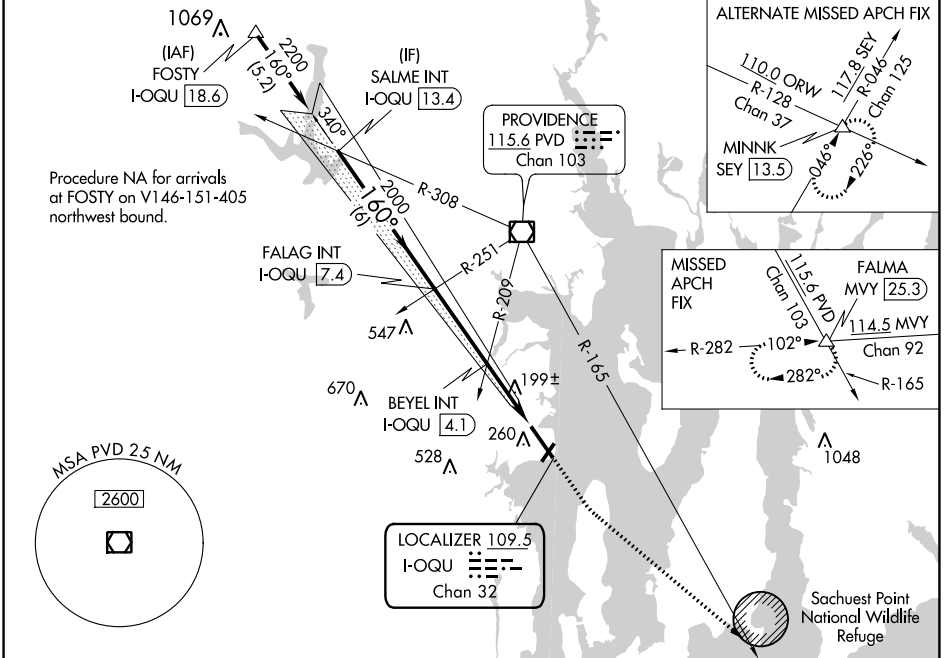 1069
(IAF)
FOSTY
I-OQU 18.6
2200
160°
(5.2)
(IF)
SALME INT
I-OQU 13.4
340°
Procedure NA for arrivals
at FOSTY on V146-151-405
northwest bound.
PROVIDENCE
115.6 PVD
Chan 103
R-308
2000
160°
(6)
FALAG INT
I-OQU 7.4
R-251
R-209
R-165
547
670
BEYEL INT
I-OQU 4.1
199±
260
528
1048
MSA PVD 25 NM
2600
LOCALIZER 109.5
I-OQU
Chan 32
Sachuest Point
National Wildlife
Refuge
ALTERNATE MISSED APCH FIX
110.0 ORW
R-128
Chan 37
117.8 SEY
R-046
Chan 125
MINNK
SEY 13.5
046°
226°
MISSED
APCH
FIX
115.6 PVD
Chan 103
FALMA
MVY 25.3
114.5 MVY
Chan 92
R-282
102°
282°
R-165